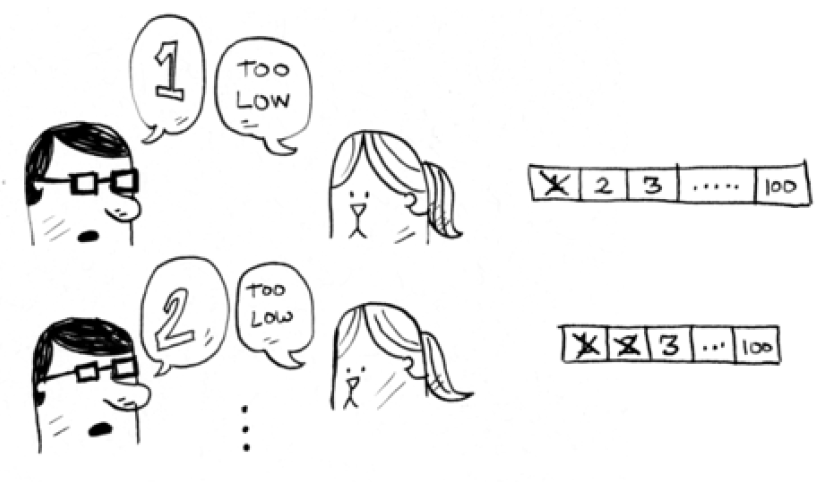 1
TOO
LOW
1 2 3 ..... 100
2
TOO
LOW
1 2 3 ... 100